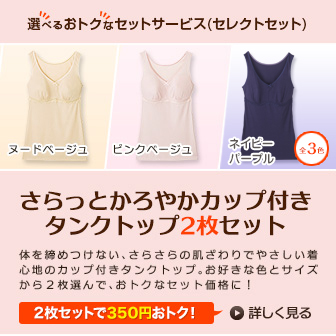 選べるおトクなセットサービス(セレクトセット)
ヌードベージュ
ピンクベージュ
ネイビー
パープル
全3色
さらっとかろやかカップ付き
タンクトップ2枚セット
体を締めつけない、さらさらの肌ざわりでやさしい着
心地のカップ付きタンクトップ。お好きな色とサイズ
から2枚選んで、おトクなセット価格に!
2枚セットで350円おトク!
詳しく見る